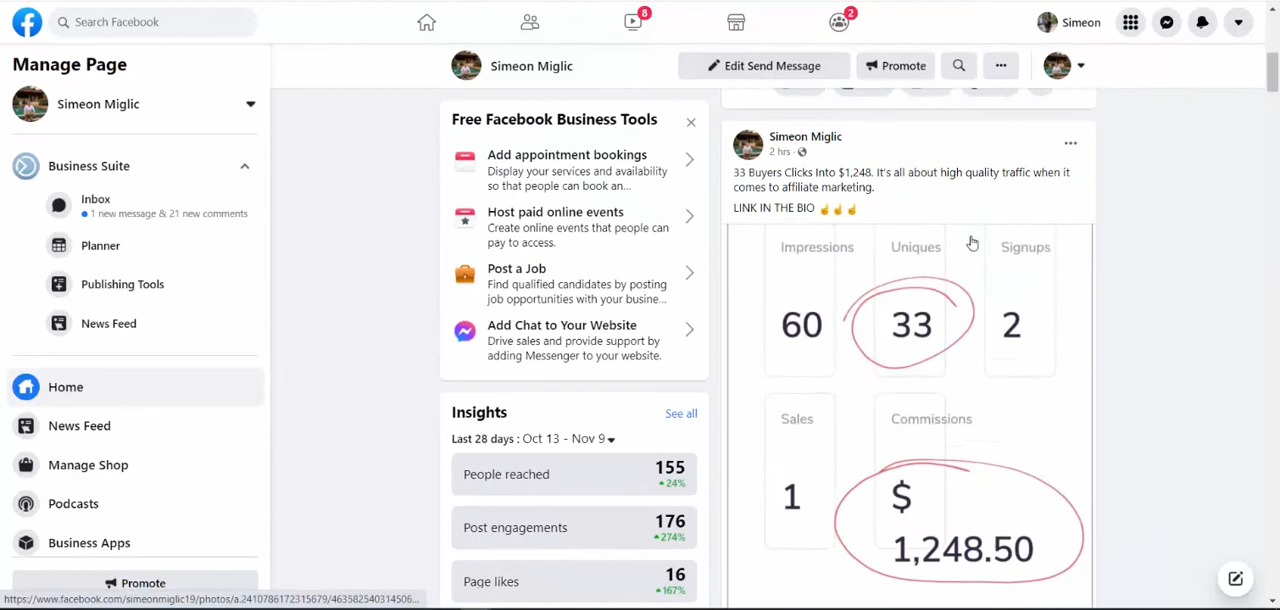 Search Facebook
8
2
Simeon
Manage Page
Simeon Miglic
Business Suite
Inbox
1 new message & 21 new comments
Planner
Publishing Tools
News Feed
Home
News Feed
Manage Shop
Podcasts
Business Apps
Promote
https://www.facebook.com/simeonmiglic19/photos/a.2410786172315679/463582540314506...
Simeon Miglic
Edit Send Message
Promote
Free Facebook Business Tools
Add appointment bookings
Display your services and availability
so that people can book an...
Host paid online events
Create online events that people can
pay to access.
Post a Job
Find qualified candidates by posting
job opportunities with your busine...
Add Chat to Your Website
Drive sales and provide support by
adding Messenger to your website.
Insights
See all
Last 28 days : Oct 13 - Nov 9
People reached
155
24%
Post engagements
176
274%
Page likes
16
167%
Simeon Miglic
2 hrs ·
33 Buyers Clicks Into $1,248. It's all about high quality traffic when it
comes to affiliate marketing.
LINK IN THE BIO ☝☝☝
Impressions Uniques Signups
60 33 2
Sales Commissions
1 $
1,248.50